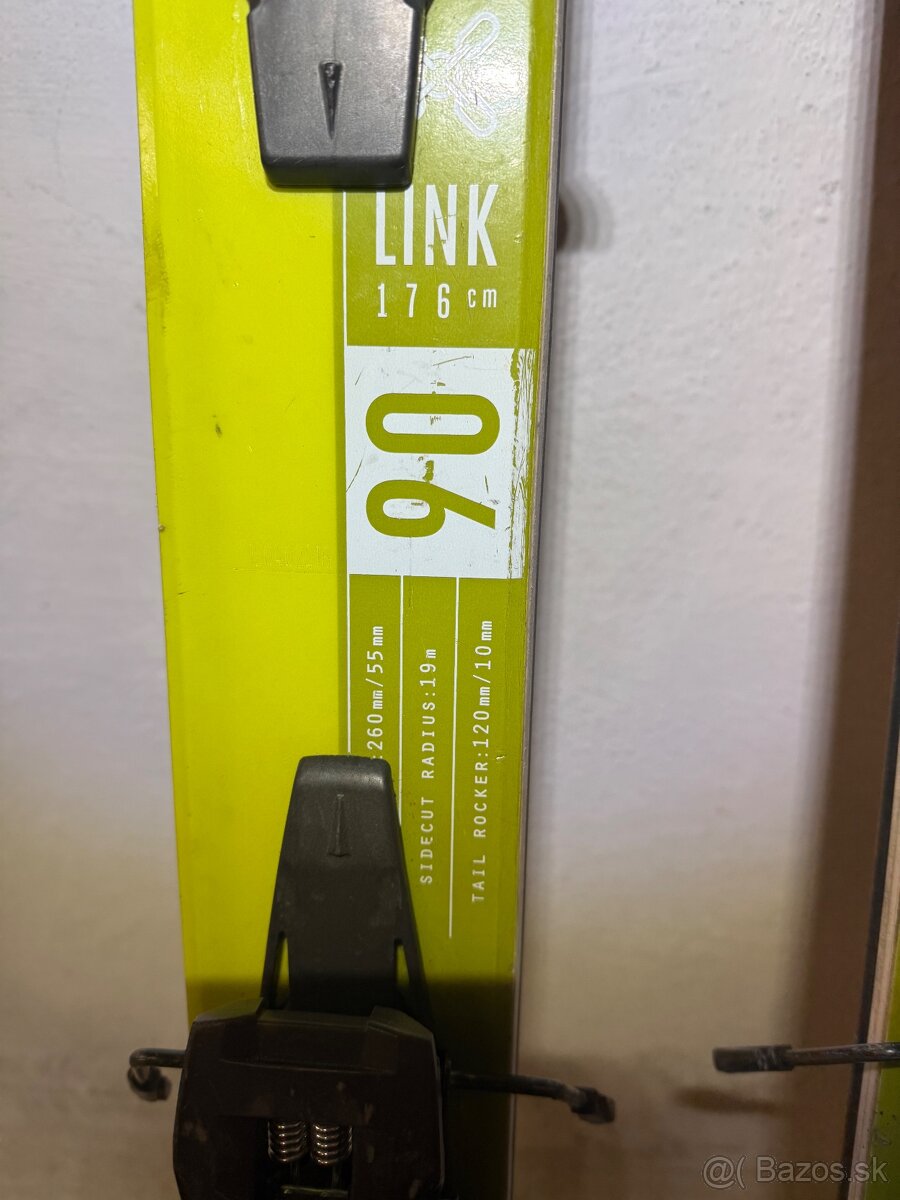 LINK
176 cm
90
:260mm/55mm
SIDECUT RADIUS:19m
TAIL ROCKER:120mm/10mm
@( Bazos.sk